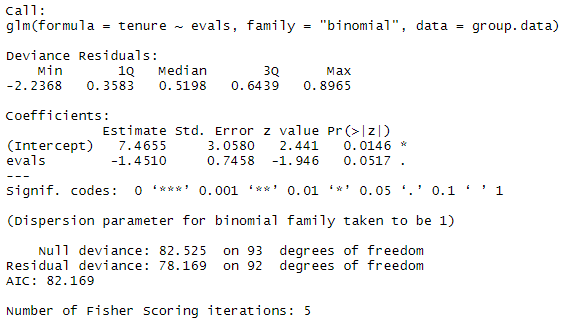 Call:
glm(formula = tenure ~ evals, family = "binomial", data = group.data)
Deviance Residuals:
Min 1Q Median 3Q Max
-2.2368 0.3583 0.5198 0.6439 0.8965
Coefficients:
Estimate Std. Error z value Pr(>|z|)
(Intercept) 7.4655 3.0580 2.441 0.0146 *
evals -1.4510 0.7458 -1.946 0.0517 .
---
Signif. codes: 0 ‘***’ 0.001 ‘**’ 0.01 ‘*’ 0.05 ‘.’ 0.1 ‘ ’ 1
(Dispersion parameter for binomial family taken to be 1)
Null deviance: 82.525 on 93 degrees of freedom
Residual deviance: 78.169 on 92 degrees of freedom
AIC: 82.169
Number of Fisher Scoring iterations: 5